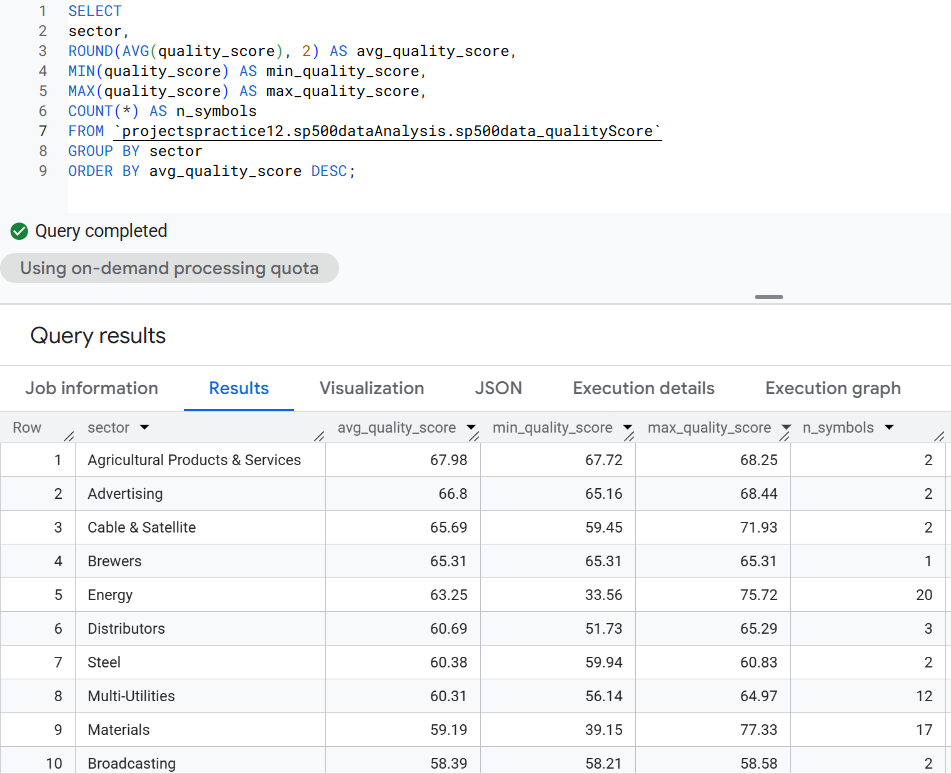 1 SELECT
2 sector,
3 ROUND(AVG(quality_score), 2) AS avg_quality_score,
4 MIN(quality_score) AS min_quality_score,
5 MAX(quality_score) AS max_quality_score,
6 COUNT(*) AS n_symbols
7 FROM `projectspractice12.sp500dataAnalysis.sp500data_qualityScore`
8 GROUP BY sector
9 ORDER BY avg_quality_score DESC;
Query completed
Using on-demand processing quota
Query results
Job information Results Visualization JSON Execution details Execution graph
Row sector avg_quality_score min_quality_score max_quality_score n_symbols
1 Agricultural Products & Services 67.98 67.72 68.25 2
2 Advertising 66.8 65.16 68.44 2
3 Cable & Satellite 65.69 59.45 71.93 2
4 Brewers 65.31 65.31 65.31 1
5 Energy 63.25 33.56 75.72 20
6 Distributors 60.69 51.73 65.29 3
7 Steel 60.38 59.94 60.83 2
8 Multi-Utilities 60.31 56.14 64.97 12
9 Materials 59.19 39.15 77.33 17
10 Broadcasting 58.39 58.21 58.58 2